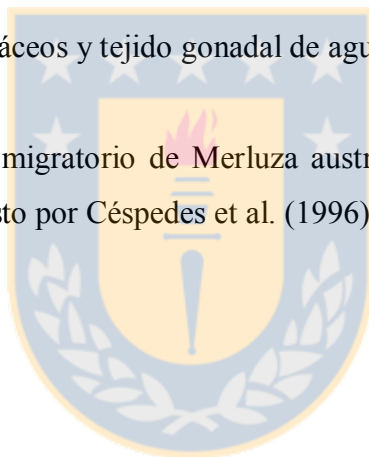 áceos y tejido gonadal de agu
migratorio de Merluza austr
sto por Céspedes et al. (1996)